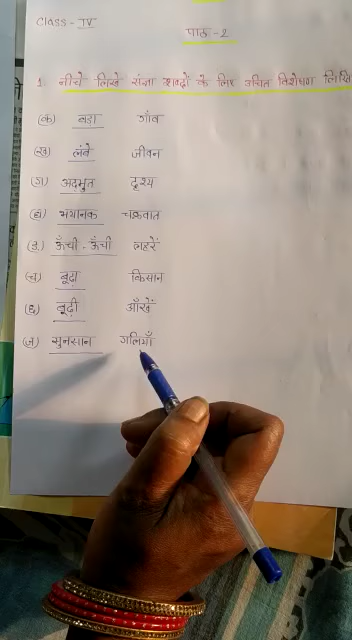 Class - IV
पाठ - 2
1. नीचे लिखे संज्ञा शब्दों के लिए उचित विशेषण लिखि
(क) बड़ा गाँव
(ख) लंबे जीवन
(ग) अद्भुत दृश्य
(घ) भयानक चक्रवात
(ङ.) ऊँची - ऊँची लहरें
(च) बूढ़ा किसान
(छ) बूढ़ी आँखें
(ज) सुनसान गलियाँ